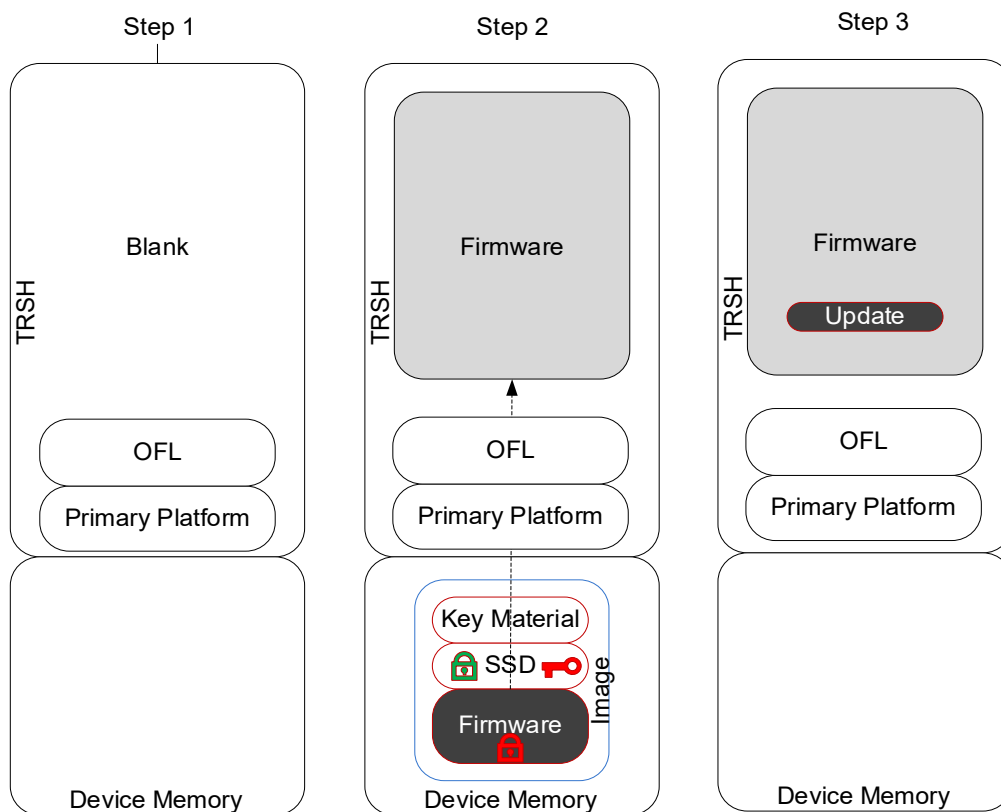 Step 1
Step 2
Step 3
Blank
TRSH
OFL
Primary Platform
Device Memory
Firmware
TRSH
OFL
Primary Platform
Key Material
SSD
Firmware
Image
Device Memory
Firmware
Update
TRSH
OFL
Primary Platform
Device Memory